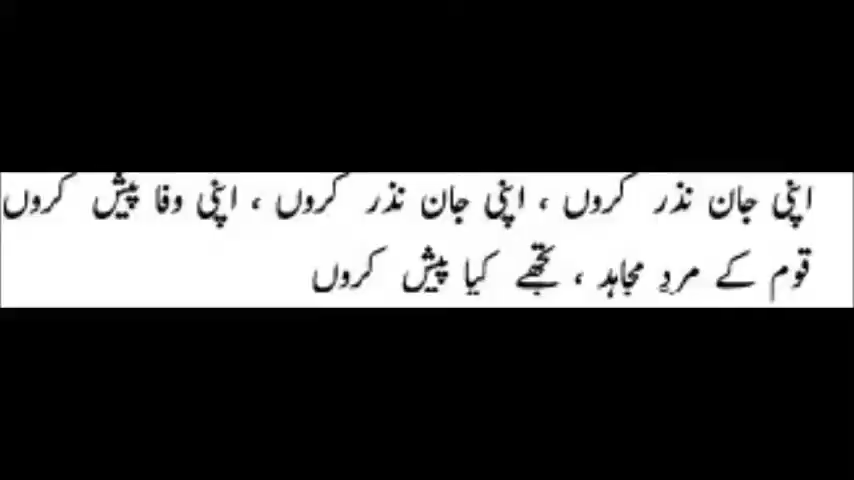 اپنی جان نذر کروں ، اپنی جان نذر کروں ، اپنی وفا پیش کروں
قوم کے مردِ مجاہد ، تجھے کیا پیش کروں